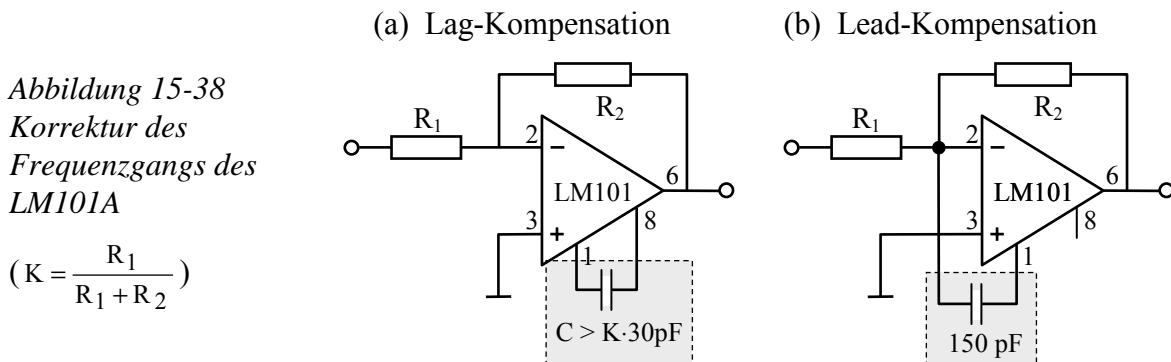 (a) Lag-Kompensation
(b) Lead-Kompensation
Abbildung 15-38
Korrektur des
Frequenzgangs des
LM101A
( K = R1 / (R1 + R2) )
R1
R2
2
−
LM101
6
3
+
8
1
C > K·30pF
R1
R2
2
−
LM101
6
3
+
8
1
150 pF